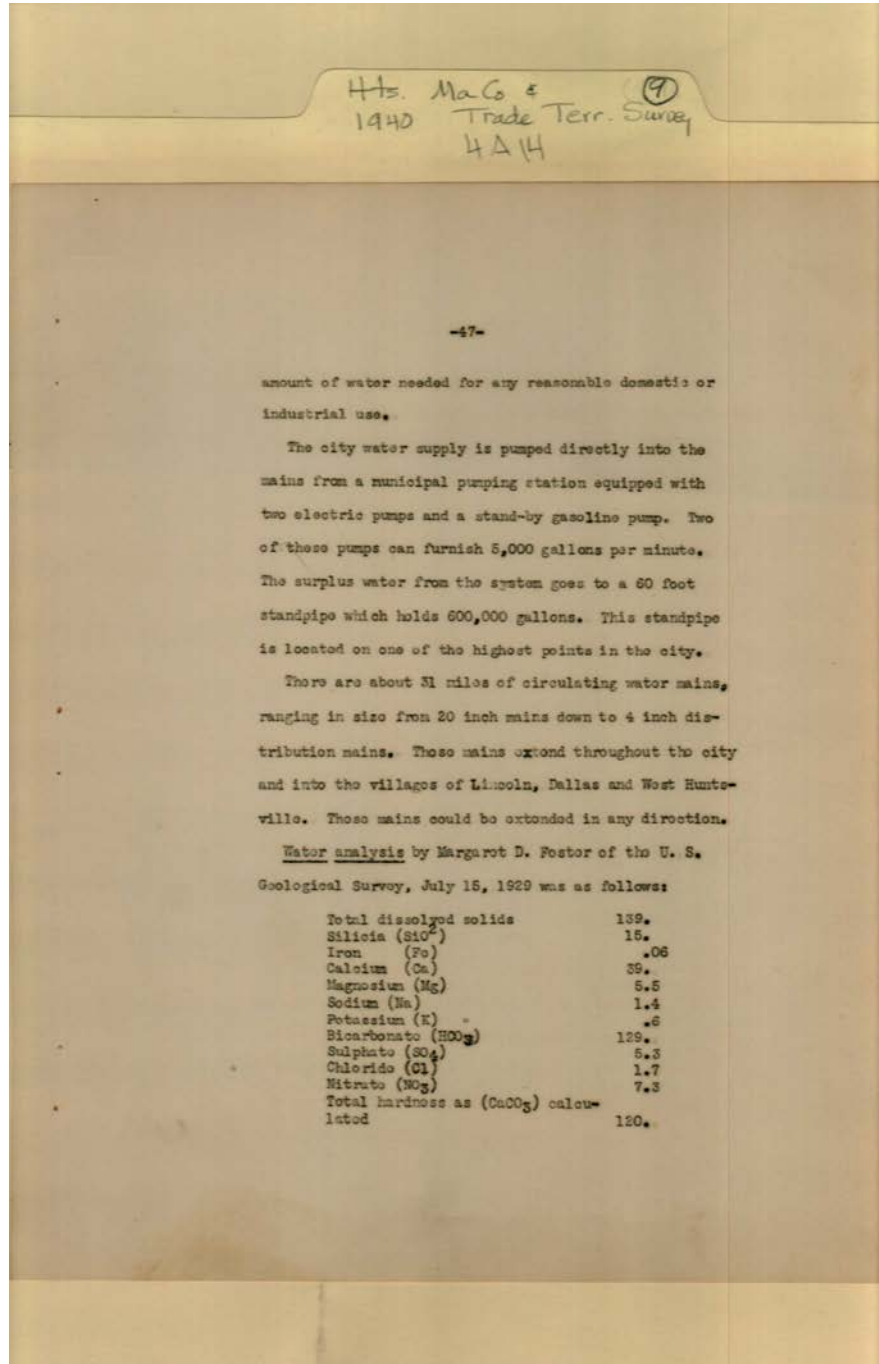 Hts. Ma Co & 9
1940 Trade Terr. Survey
4A14
-47-
amount of water needed for any reasonable domestic or
industrial use.
The city water supply is pumped directly into the
mains from a municipal pumping station equipped with
two electric pumps and a stand-by gasoline pump. Two
of these pumps can furnish 5,000 gallons per minute.
The surplus water from the system goes to a 60 foot
standpipe which holds 600,000 gallons. This standpipe
is located on one of the highest points in the city.
There are about 31 miles of circulating water mains,
ranging in size from 20 inch mains down to 4 inch dis-
tribution mains. These mains extend throughout the city
and into the villages of Lincoln, Dallas and West Hunts-
ville. These mains could be extended in any direction.
Water analysis by Margaret D. Foster of the U. S.
Geological Survey, July 15, 1929 was as follows:
Total dissolved solids 139.
Silicia (SiO²) 15.
Iron (Fe) .06
Calcium (Ca) 39.
Magnesium (Mg) 5.5
Sodium (Na) 1.4
Potassium (K) .6
Bicarbonate (HCO₃) 129.
Sulphate (SO₄) 5.3
Chloride (Cl) 1.7
Nitrate (NO₃) 7.3
Total hardness as (CaCO₃) calcu-
lated 120.